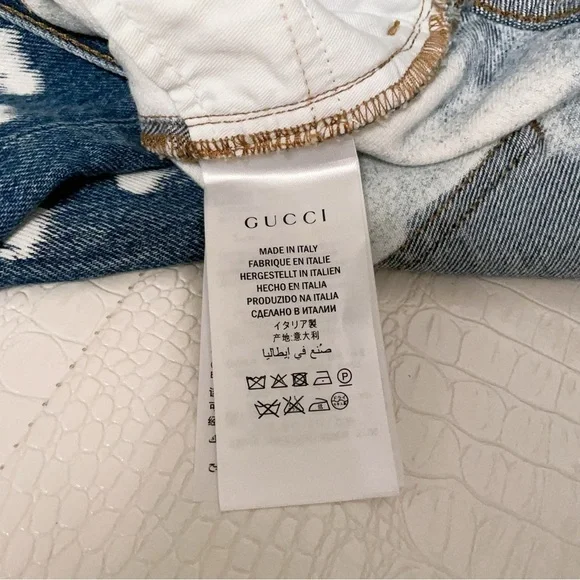 GUCCI
MADE IN ITALY
FABRIQUE EN ITALIE
HERGESTELLT IN ITALIEN
HECHO EN ITALIA
PRODUZIDO NA ITALIA
СДЕЛАНО В ИТАЛИИ
イタリア製
产地:意大利
صنع في إيطاليا
P